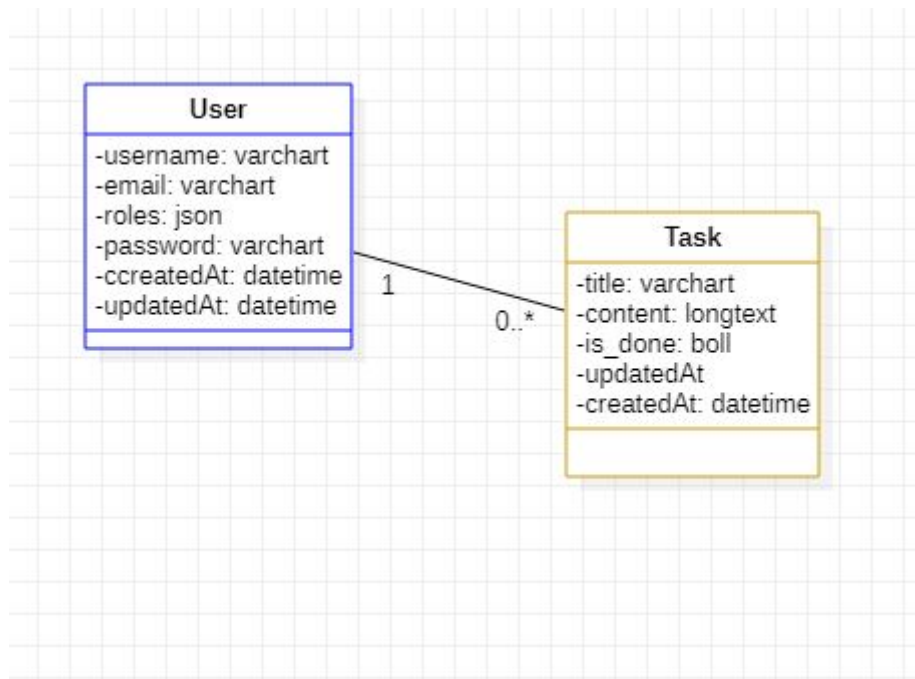 User
-username: varchart
-email: varchart
-roles: json
-password: varchart
-ccreatedAt: datetime
-updatedAt: datetime
1
0..*
Task
-title: varchart
-content: longtext
-is_done: boll
-updatedAt
-createdAt: datetime